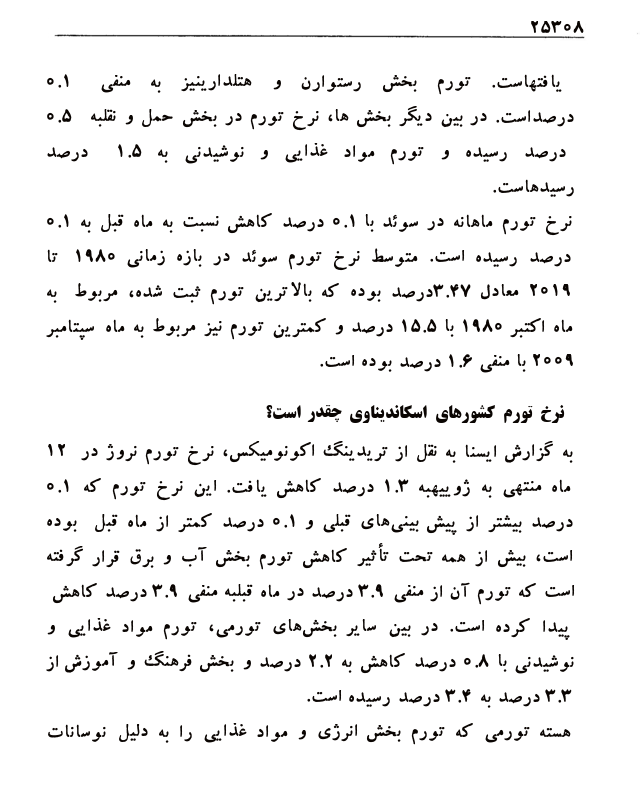 ۲۵۳۰۸
یافتهاست. تورم بخش رستوارن و هتلدارینیز به منفی ۰.۱
درصداست. در بین دیگر بخش ها، نرخ تورم در بخش حمل و نقلبه ۰.۵
درصد رسیده و تورم مواد غذایی و نوشیدنی به ۱.۵ درصد
رسیدهاست.
نرخ تورم ماهانه در سوئد با ۰.۱ درصد کاهش نسبت به ماه قبل به ۰.۱
درصد رسیده است. متوسط نرخ تورم سوئد در بازه زمانی ۱۹۸۰ تا
۲۰۱۹ معادل ۳.۴۷درصد بوده که بالاترین تورم ثبت شده، مربوط به
ماه اکتبر ۱۹۸۰ با ۱۵.۵ درصد و کمترین تورم نیز مربوط به ماه سپتامبر
۲۰۰۹ با منفی ۱.۶ درصد بوده است.
نرخ تورم کشورهای اسکاندیناوی چقدر است؟
به گزارش ایسنا به نقل از تریدینگ اکونومیکس، نرخ تورم نروژ در ۱۲
ماه منتهی به ژوییهبه ۱.۳ درصد کاهش یافت. این نرخ تورم که ۰.۱
درصد بیشتر از پیش بینی‌های قبلی و ۰.۱ درصد کمتر از ماه قبل بوده
است، بیش از همه تحت تأثیر کاهش تورم بخش آب و برق قرار گرفته
است که تورم آن از منفی ۳.۹ درصد در ماه قبلبه منفی ۳.۹ درصد کاهش
پیدا کرده است. در بین سایر بخش‌های تورمی، تورم مواد غذایی و
نوشیدنی با ۰.۸ درصد کاهش به ۲.۲ درصد و بخش فرهنگ و آموزش از
۳.۳ درصد به ۳.۴ درصد رسیده است.
هسته تورمی که تورم بخش انرژی و مواد غذایی را به دلیل نوسانات